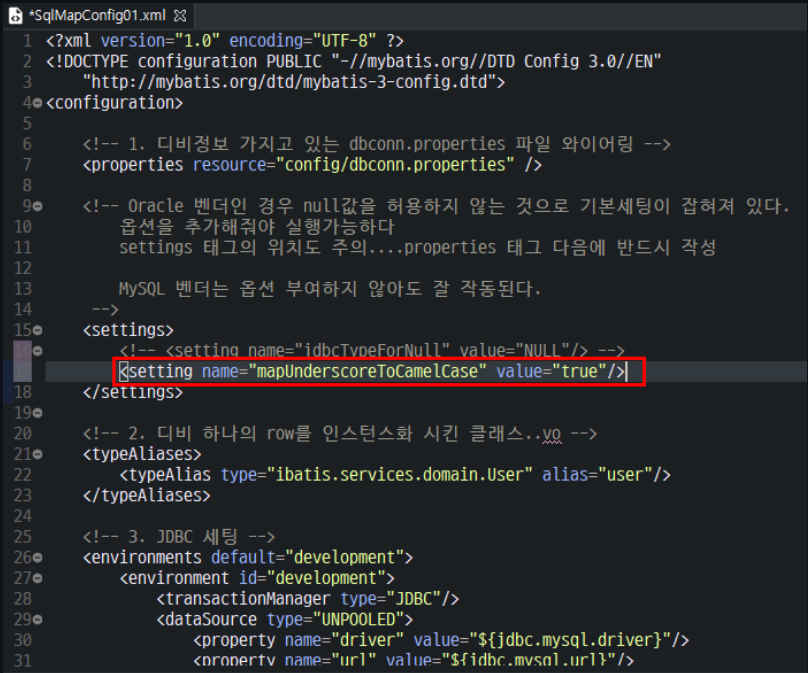 *SqlMapConfig01.xml
1 <?xml version="1.0" encoding="UTF-8" ?>
2 <!DOCTYPE configuration PUBLIC "-//mybatis.org//DTD Config 3.0//EN"
3 "http://mybatis.org/dtd/mybatis-3-config.dtd">
4 <configuration>
5
6 <!-- 1. 디비정보 가지고 있는 dbconn.properties 파일 와이어링 -->
7 <properties resource="config/dbconn.properties" />
8
9 <!-- Oracle 벤더인 경우 null값을 허용하지 않는 것으로 기본세팅이 잡혀져 있다.
10 옵션을 추가해줘야 실행가능하다
11 settings 태그의 위치도 주의....properties 태그 다음에 반드시 작성
12
13 MySQL 벤더는 옵션 부여하지 않아도 잘 작동된다.
14 -->
15 <settings>
16 <!-- <setting name="jdbcTypeForNull" value="NULL"/> -->
17 <setting name="mapUnderscoreToCamelCase" value="true"/>
18 </settings>
19
20 <!-- 2. 디비 하나의 row를 인스턴스화 시킨 클래스..vo -->
21 <typeAliases>
22 <typeAlias type="ibatis.services.domain.User" alias="user"/>
23 </typeAliases>
24
25 <!-- 3. JDBC 세팅 -->
26 <environments default="development">
27 <environment id="development">
28 <transactionManager type="JDBC"/>
29 <dataSource type="UNPOOLED">
30 <property name="driver" value="${jdbc.mysql.driver}"/>
31 <property name="url" value="${jdbc.mysql.url}"/>